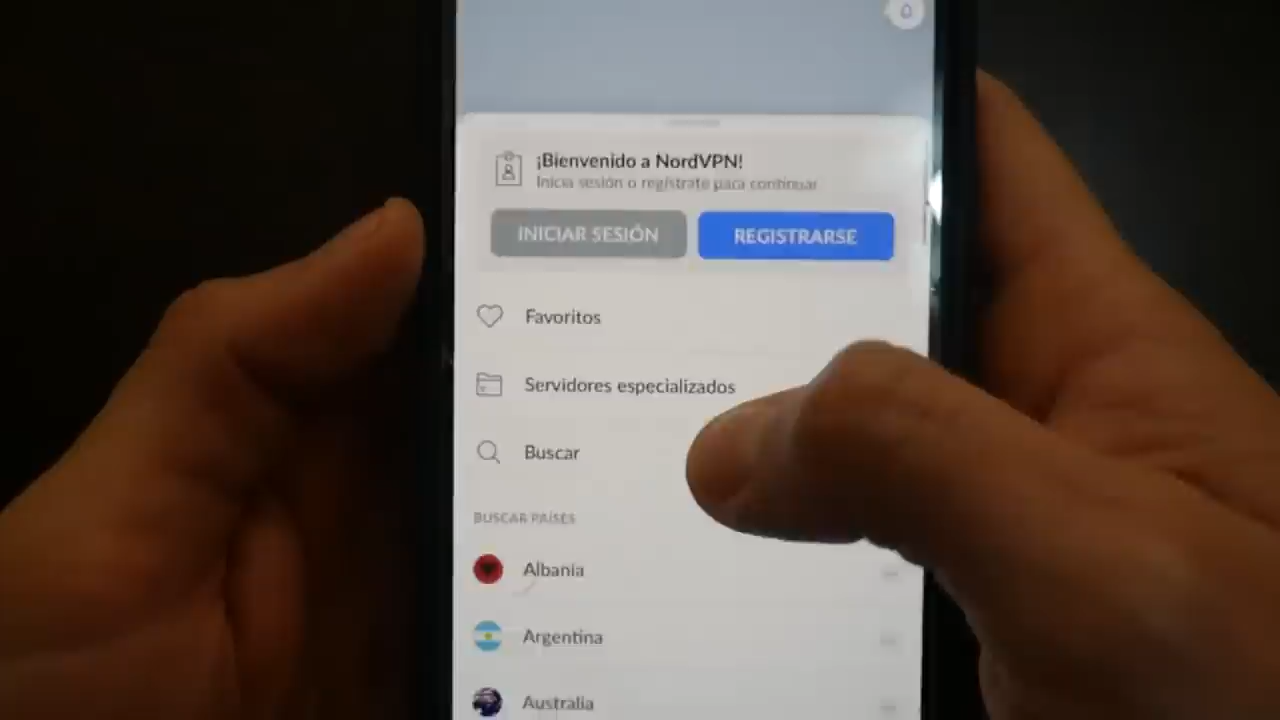 ¡Bienvenido a NordVPN!
Inicia sesión o regístrate para continuar
INICIAR SESIÓN
REGISTRARSE
Favoritos
Servidores especializados
Buscar
BUSCAR PAÍSES
Albania
Argentina
Australia